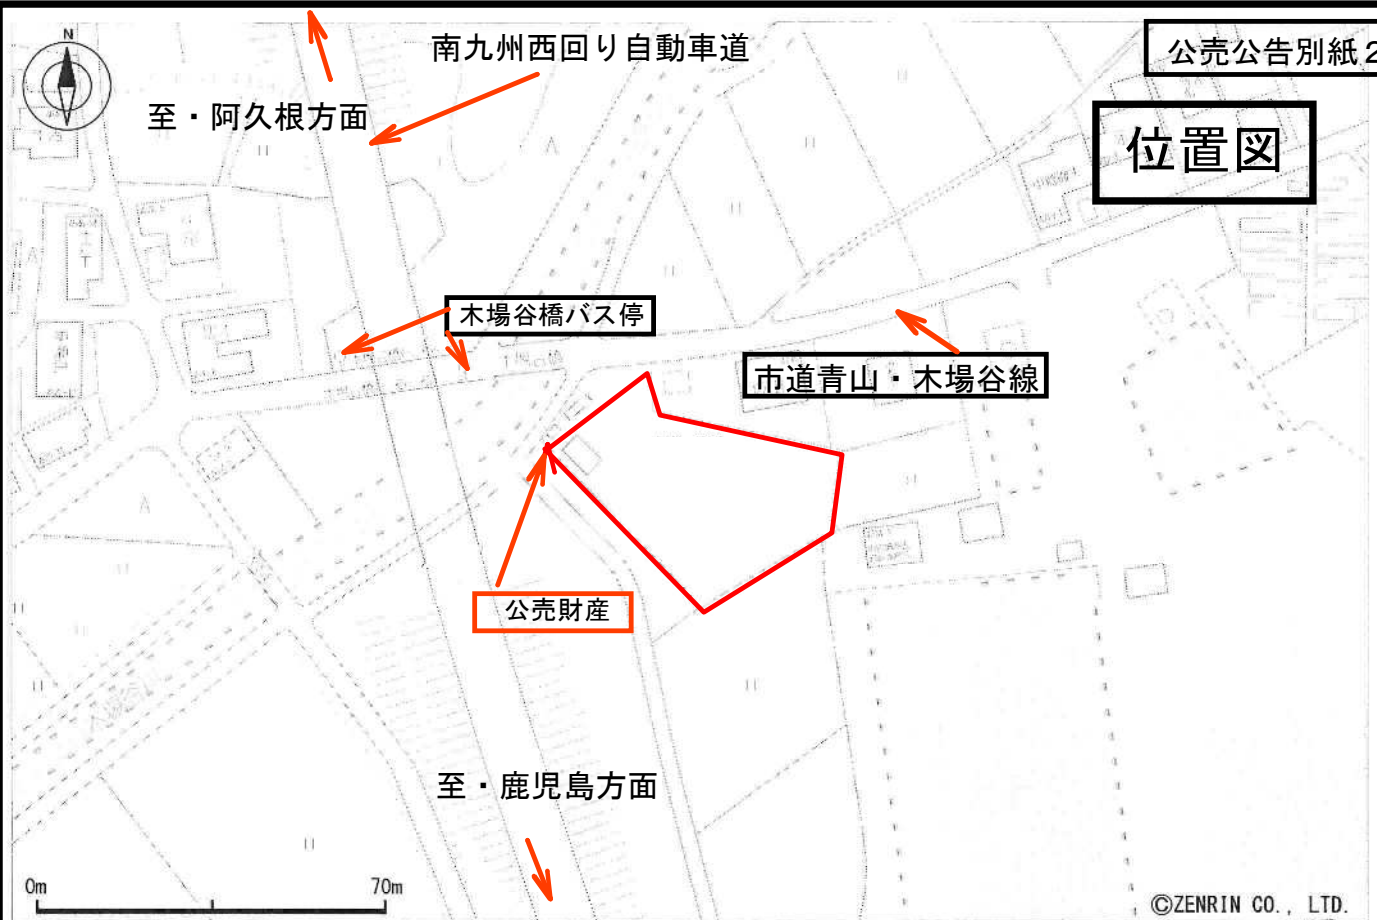 N
南九州西回り自動車道
公売公告別紙２
至・阿久根方面
位置図
木場谷橋バス停
市道青山・木場谷線
公売財産
至・鹿児島方面
0m
70m
©ZENRIN CO., LTD.